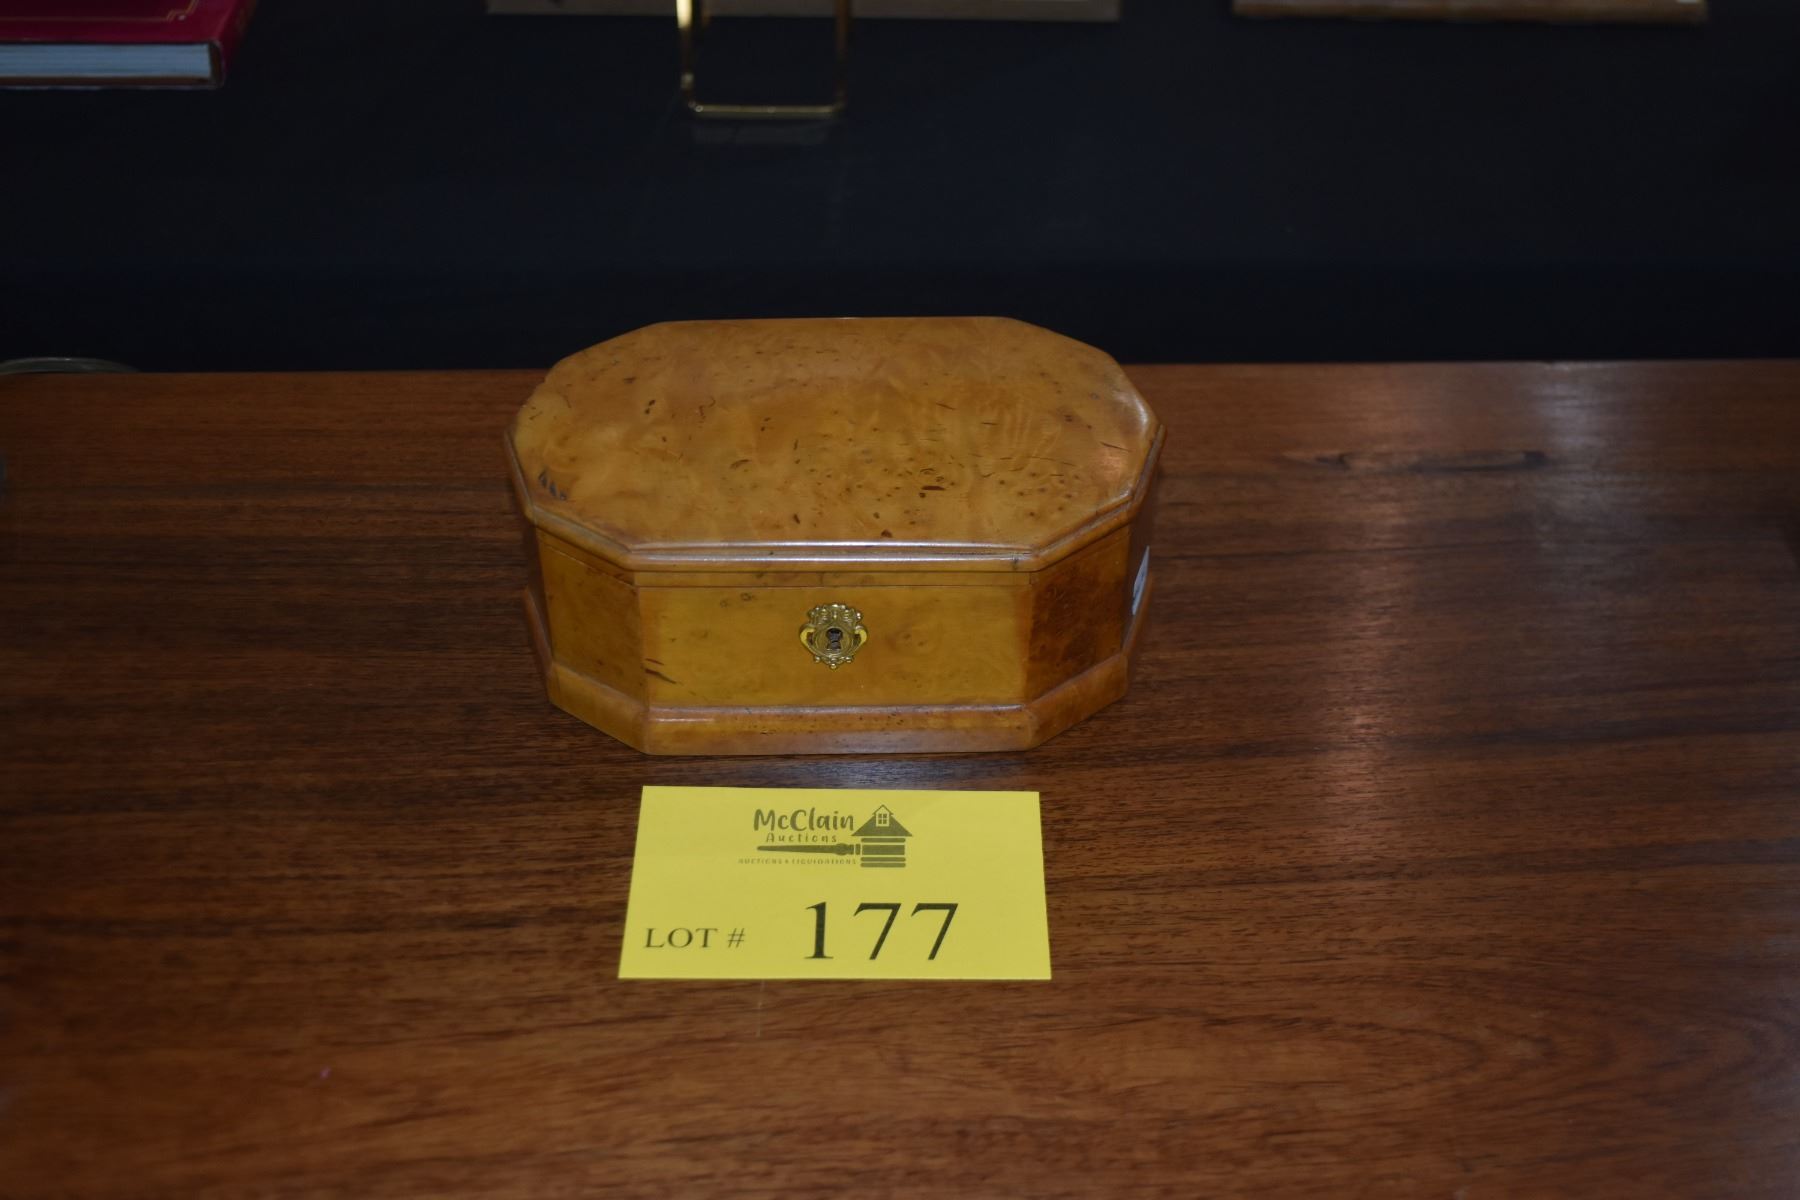 McClain
Auctions
AUCTIONS & LIQUIDATIONS
LOT # 177